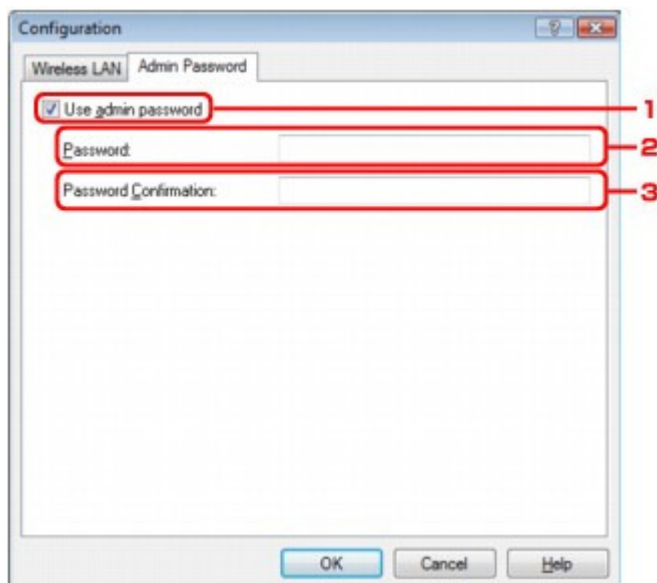 Configuration
Wireless LAN Admin Password
Use admin password 1
Password: 2
Password Confirmation: 3
OK Cancel Help